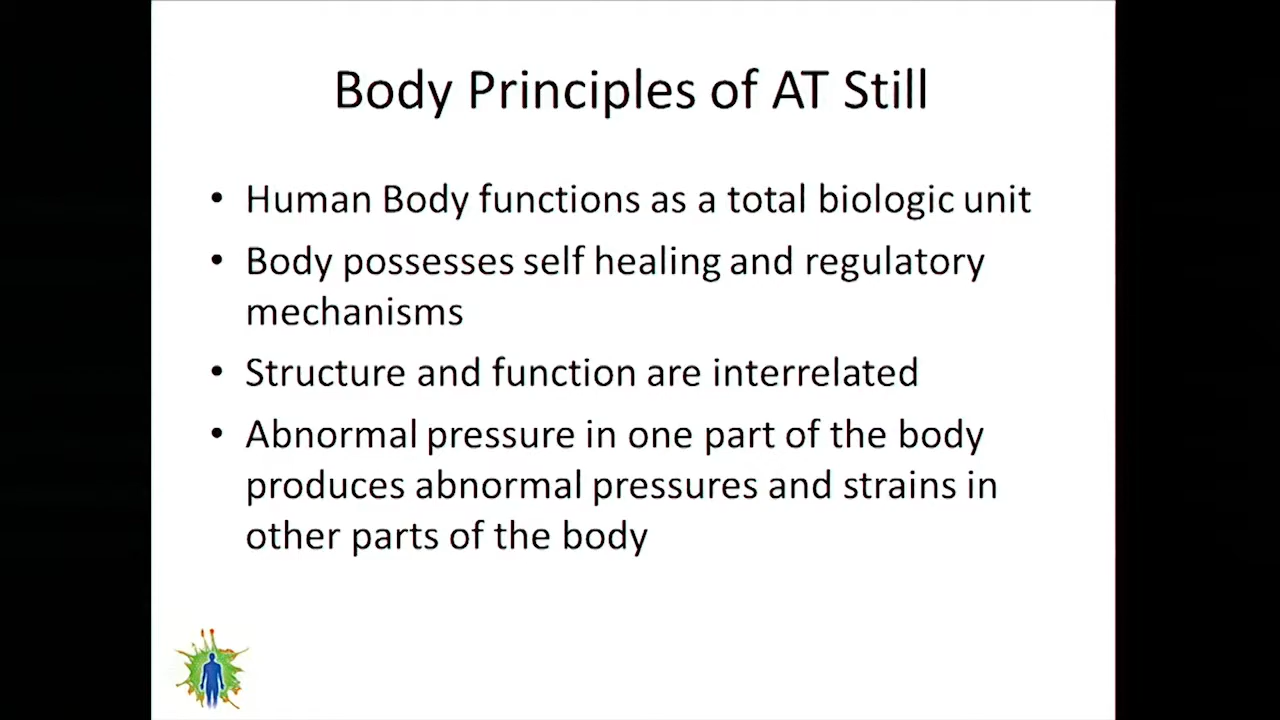 Body Principles of AT Still
• Human Body functions as a total biologic unit
• Body possesses self healing and regulatory
mechanisms
• Structure and function are interrelated
• Abnormal pressure in one part of the body
produces abnormal pressures and strains in
other parts of the body